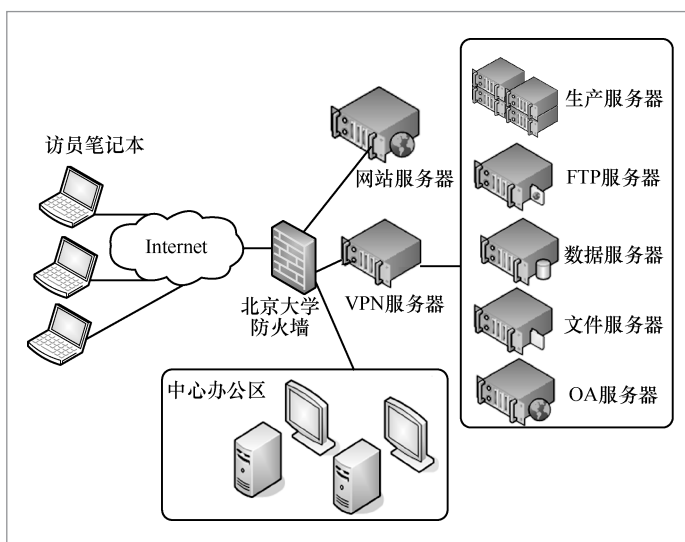 访员笔记本
Internet
北京大学
防火墙
网站服务器
VPN服务器
生产服务器
FTP服务器
数据服务器
文件服务器
OA服务器
中心办公区